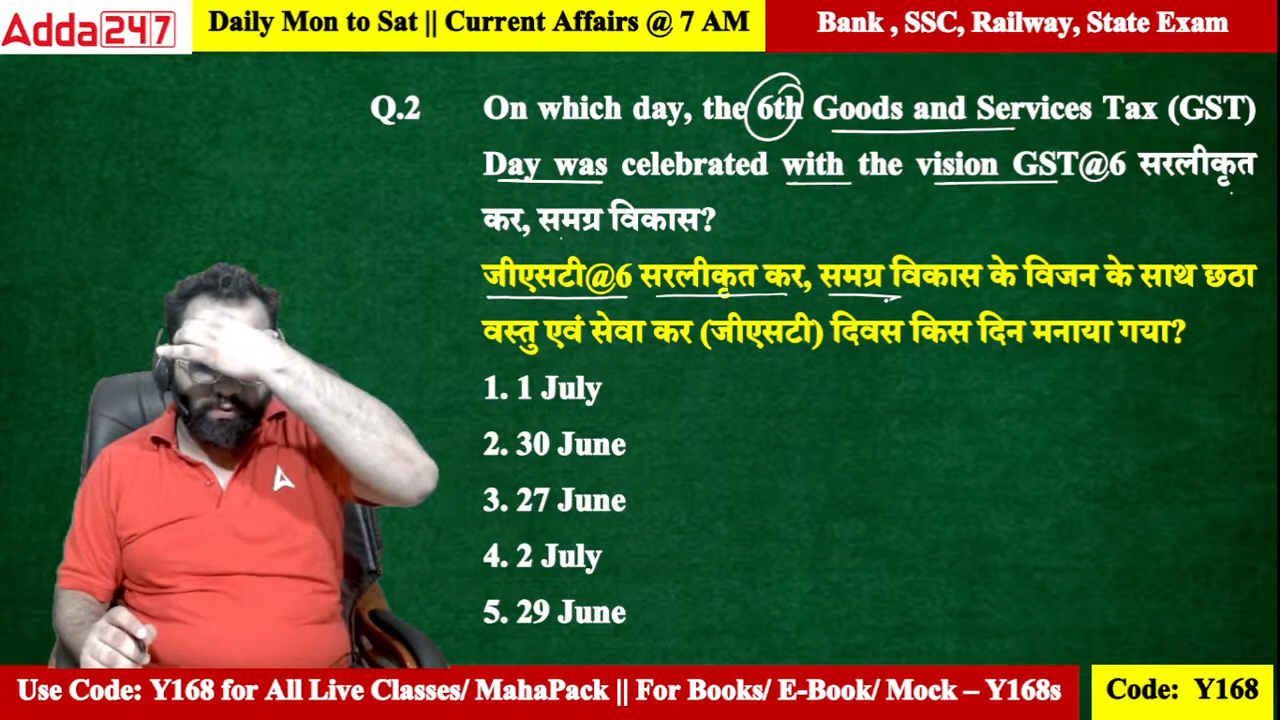 Adda247
Daily Mon to Sat || Current Affairs @ 7 AM
Bank , SSC, Railway, State Exam
Q.2 On which day, the 6th Goods and Services Tax (GST)
Day was celebrated with the vision GST@6 सरलीकृत
कर, समग्र विकास?
जीएसटी@6 सरलीकृत कर, समग्र विकास के विजन के साथ छठा
वस्तु एवं सेवा कर (जीएसटी) दिवस किस दिन मनाया गया?
1. 1 July
2. 30 June
3. 27 June
4. 2 July
5. 29 June
Use Code: Y168 for All Live Classes/ MahaPack || For Books/ E-Book/ Mock – Y168s
Code: Y168